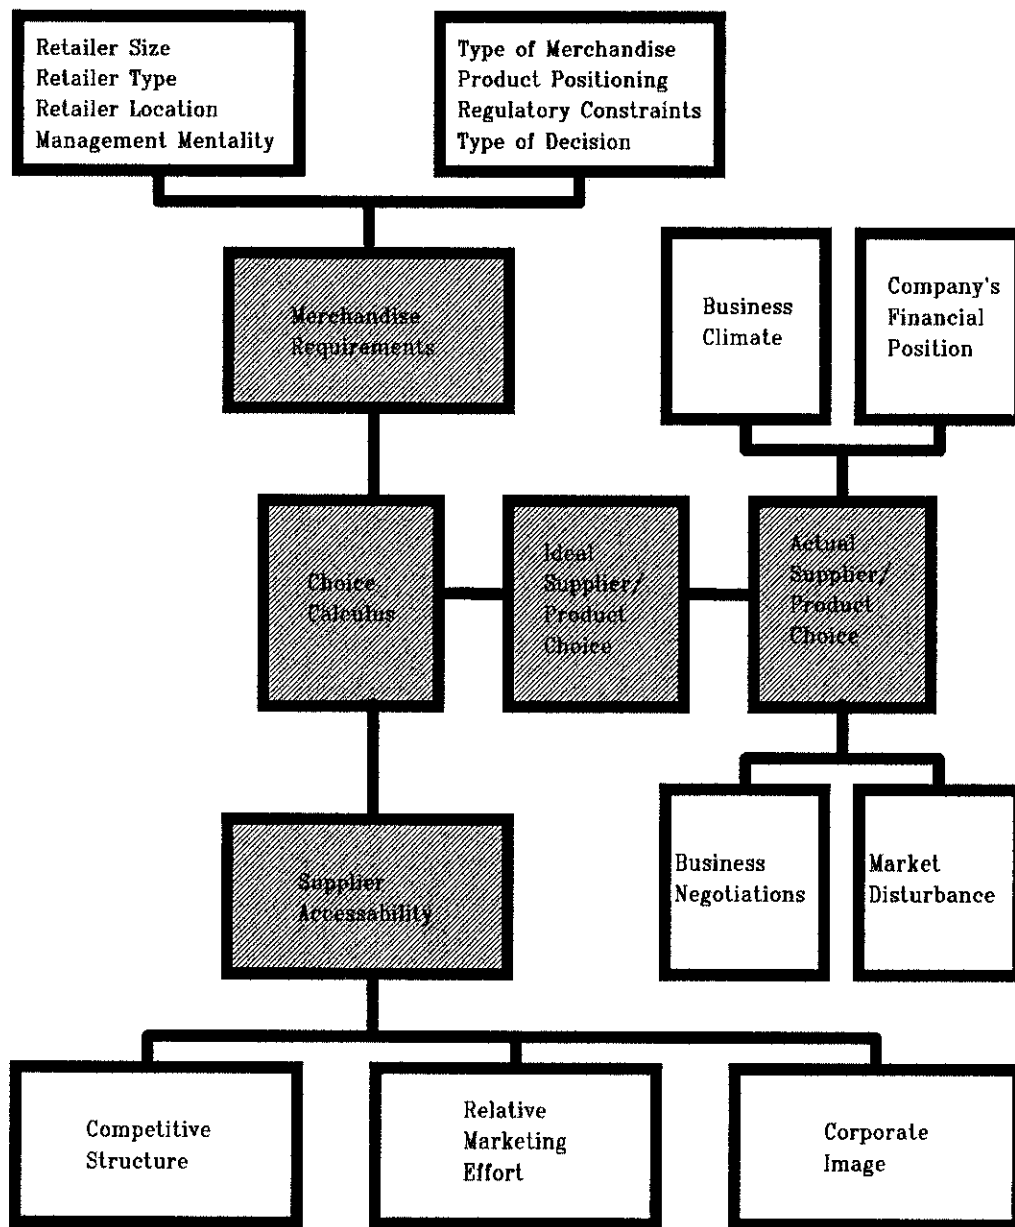 Retailer Size
Retailer Type
Retailer Location
Management Mentality
Type of Merchandise
Product Positioning
Regulatory Constraints
Type of Decision
Merchandise
Requirements
Business
Climate
Company's
Financial
Position
Choice
Calculus
Ideal
Supplier/
Product
Choice
Actual
Supplier/
Product
Choice
Supplier
Accessability
Business
Negotiations
Market
Disturbance
Competitive
Structure
Relative
Marketing
Effort
Corporate
Image